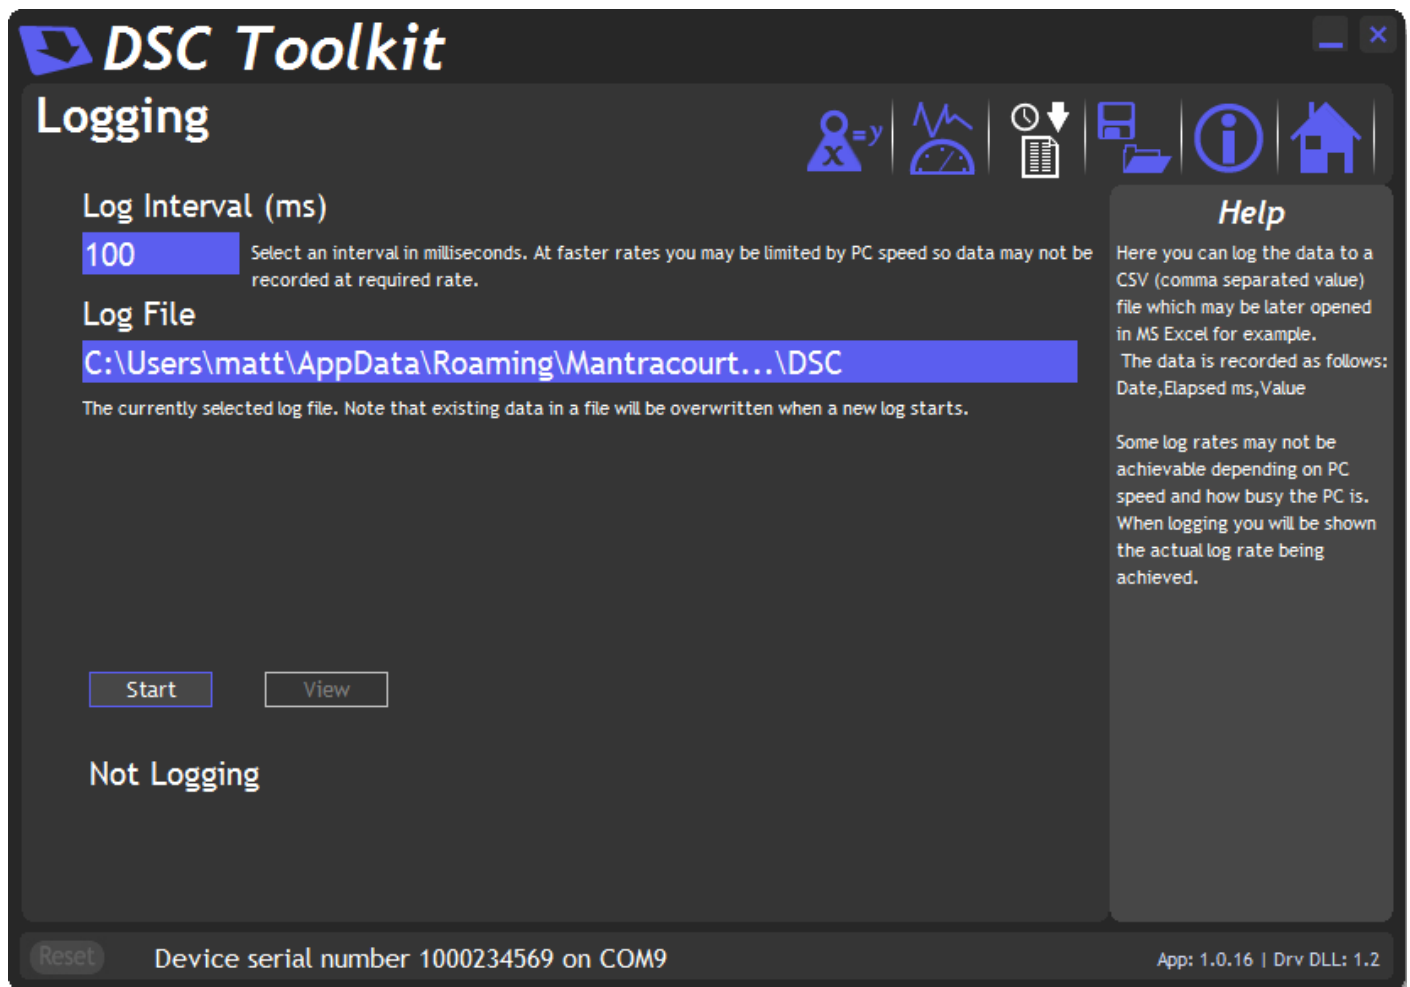 DSC Toolkit
Logging
=y
x
Log Interval (ms)
100
Select an interval in milliseconds. At faster rates you may be limited by PC speed so data may not be
recorded at required rate.
Log File
C:\Users\matt\AppData\Roaming\Mantracourt...\DSC
The currently selected log file. Note that existing data in a file will be overwritten when a new log starts.
Start
View
Not Logging
Help
Here you can log the data to a
CSV (comma separated value)
file which may be later opened
in MS Excel for example.
The data is recorded as follows:
Date,Elapsed ms,Value
Some log rates may not be
achievable depending on PC
speed and how busy the PC is.
When logging you will be shown
the actual log rate being
achieved.
Reset
Device serial number 1000234569 on COM9
App: 1.0.16 | Drv DLL: 1.2